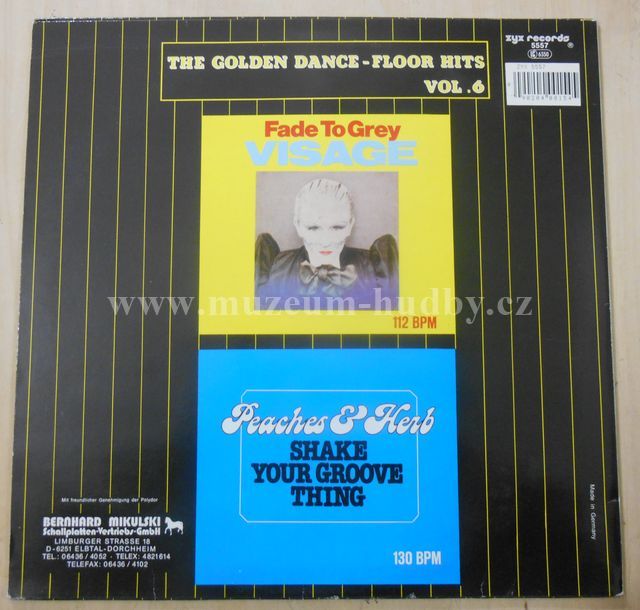 zyx records
5557
THE GOLDEN DANCE-FLOOR HITS
VOL.6
ZYX 5557
Fade To Grey
VISAGE
www.muzeum-hudby.cz
112 BPM
Peaches & Herb
SHAKE
YOUR GROOVE
THING
130 BPM
Mit freundlicher Genehmigung der Polydor
BERNHARD MIKULSKI
Schallplatten-Vertriebs-GmbH
LIMBURGER STRASSE 18
D-6251 ELBTAL-DORCHHEIM
TEL.: 06436 / 4052 - TELEX: 4821614
TELEFAX: 06436 / 4102
Made in Germany